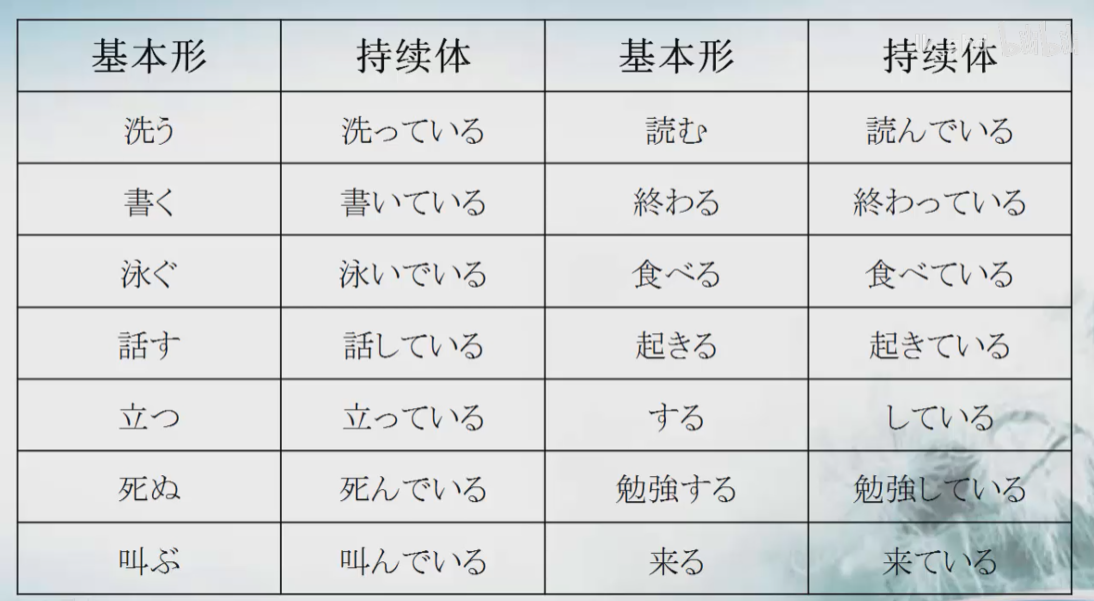 基本形 持续体 基本形 持续体
洗う 洗っている 読む 読んでいる
書く 書いている 終わる 終わっている
泳ぐ 泳いでいる 食べる 食べている
話す 話している 起きる 起きている
立つ 立っている する している
死ぬ 死んでいる 勉強する 勉強している
叫ぶ 叫んでいる 来る 来ている